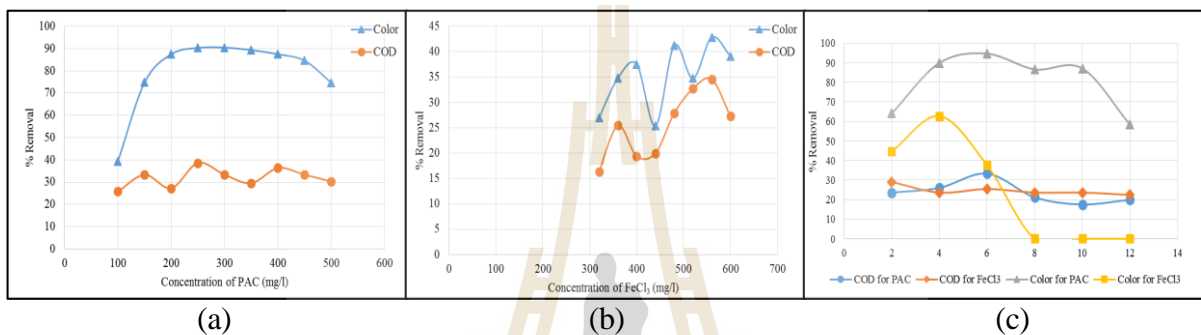 100
90
80
70
60
50
40
30
20
10
0
% Removal
0 100 200 300 400 500 600
Concentration of PAC (mg/l)
Color
COD
(a)
45
40
35
30
25
20
15
10
5
0
% Removal
0 100 200 300 400 500 600 700
Concentration of FeCl3 (mg/l)
Color
COD
(b)
100
90
80
70
60
50
40
30
20
10
0
% Removal
0 2 4 6 8 10 12 14
COD for PAC COD for FeCl3 Color for PAC Color for FeCl3
(c)